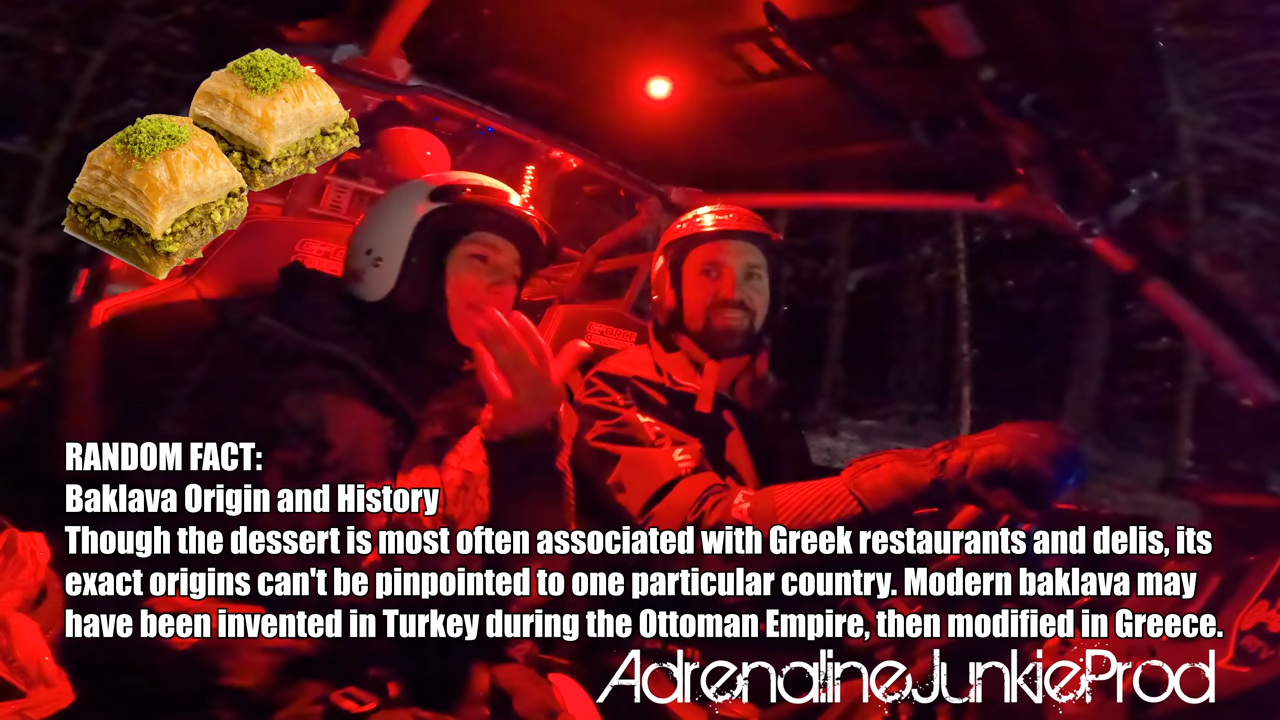 RANDOM FACT:
Baklava Origin and History
Though the dessert is most often associated with Greek restaurants and delis, its
exact origins can't be pinpointed to one particular country. Modern baklava may
have been invented in Turkey during the Ottoman Empire, then modified in Greece.
AdrenalineJunkieProd